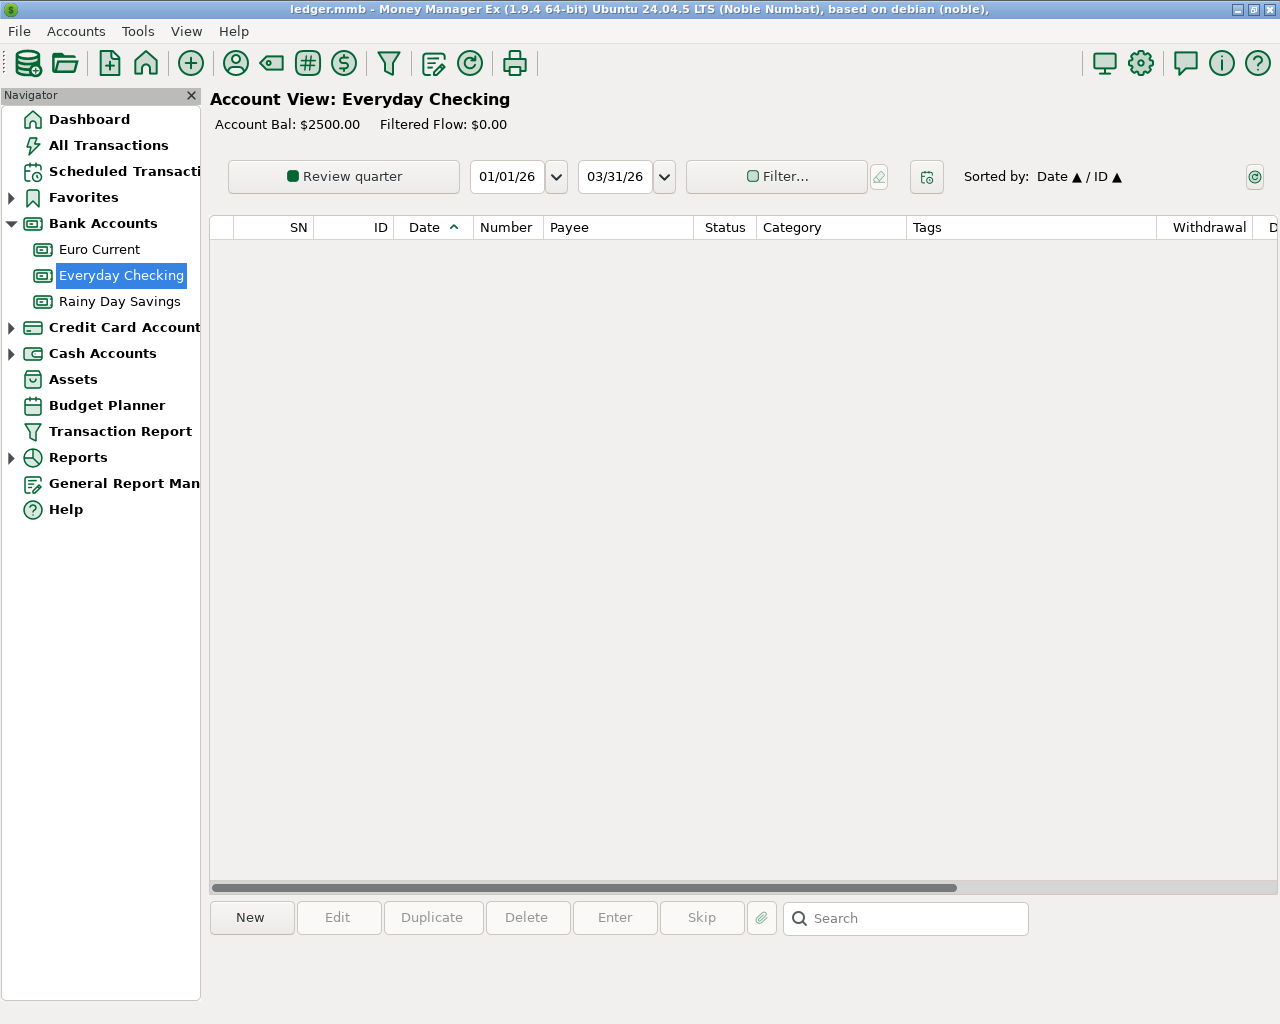 ledger.mmb - Money Manager Ex (1.9.4 64-bit) Ubuntu 24.04.5 LTS (Noble Numbat), based on debian (noble),
File Accounts Tools View Help
Navigator
Dashboard
All Transactions
Scheduled Transacti
Favorites
Bank Accounts
Euro Current
Everyday Checking
Rainy Day Savings
Credit Card Account
Cash Accounts
Assets
Budget Planner
Transaction Report
Reports
General Report Man
Help
Account View: Everyday Checking
Account Bal: $2500.00 Filtered Flow: $0.00
Review quarter 01/01/26 03/31/26 Filter... Sorted by: Date ▲ / ID ▲
SN ID Date Number Payee Status Category Tags Withdrawal D
New Edit Duplicate Delete Enter Skip Search